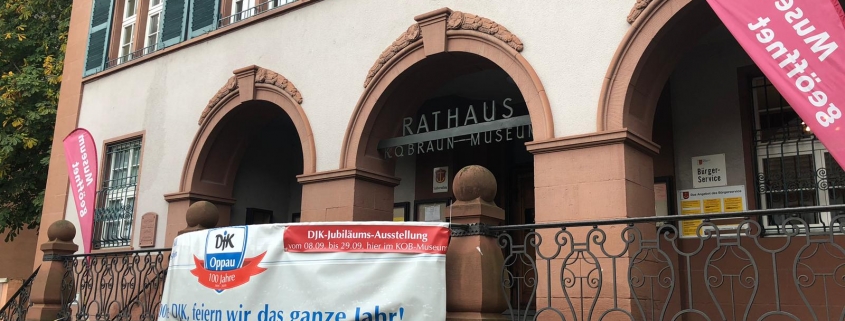 Museum
geöffnet
RATHAUS
K.O.BRAUN-MUSEUM
Bürger-
Service
Museum
geöffnet
DJK
Oppau
100 Jahre
DJK-Jubiläums-Ausstellung
vom 08.09. bis 29.09. hier im KOB-Museum
DJK, feiern wir das ganze Jahr!